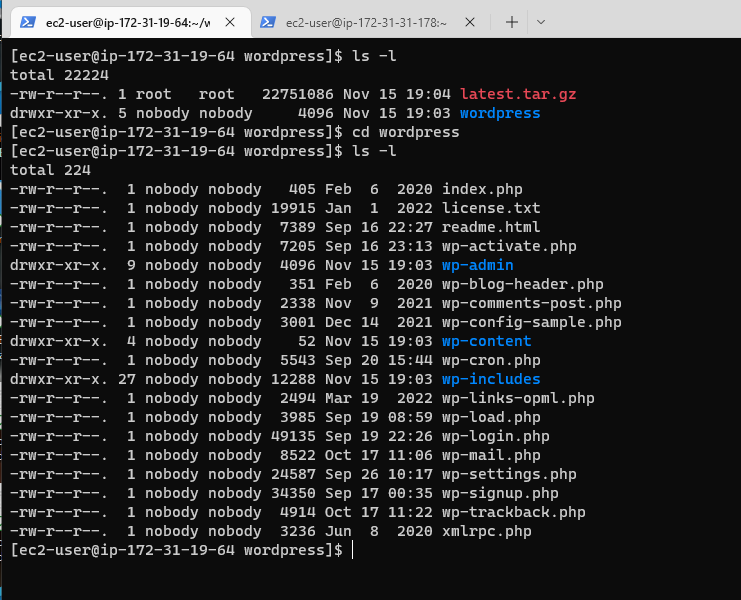 ec2-user@ip-172-31-19-64:~/w
ec2-user@ip-172-31-31-178:~
[ec2-user@ip-172-31-19-64 wordpress]$ ls -l
total 22224
-rw-r--r--. 1 root   root   22751086 Nov 15 19:04 latest.tar.gz
drwxr-xr-x. 5 nobody nobody     4096 Nov 15 19:03 wordpress
[ec2-user@ip-172-31-19-64 wordpress]$ cd wordpress
[ec2-user@ip-172-31-19-64 wordpress]$ ls -l
total 224
-rw-r--r--.  1 nobody nobody   405 Feb  6  2020 index.php
-rw-r--r--.  1 nobody nobody 19915 Jan  1  2022 license.txt
-rw-r--r--.  1 nobody nobody  7389 Sep 16 22:27 readme.html
-rw-r--r--.  1 nobody nobody  7205 Sep 16 23:13 wp-activate.php
drwxr-xr-x.  9 nobody nobody  4096 Nov 15 19:03 wp-admin
-rw-r--r--.  1 nobody nobody   351 Feb  6  2020 wp-blog-header.php
-rw-r--r--.  1 nobody nobody  2338 Nov  9  2021 wp-comments-post.php
-rw-r--r--.  1 nobody nobody  3001 Dec 14  2021 wp-config-sample.php
drwxr-xr-x.  4 nobody nobody    52 Nov 15 19:03 wp-content
-rw-r--r--.  1 nobody nobody  5543 Sep 20 15:44 wp-cron.php
drwxr-xr-x. 27 nobody nobody 12288 Nov 15 19:03 wp-includes
-rw-r--r--.  1 nobody nobody  2494 Mar 19  2022 wp-links-opml.php
-rw-r--r--.  1 nobody nobody  3985 Sep 19 08:59 wp-load.php
-rw-r--r--.  1 nobody nobody 49135 Sep 19 22:26 wp-login.php
-rw-r--r--.  1 nobody nobody  8522 Oct 17 11:06 wp-mail.php
-rw-r--r--.  1 nobody nobody 24587 Sep 26 10:17 wp-settings.php
-rw-r--r--.  1 nobody nobody 34350 Sep 17 00:35 wp-signup.php
-rw-r--r--.  1 nobody nobody  4914 Oct 17 11:22 wp-trackback.php
-rw-r--r--.  1 nobody nobody  3236 Jun  8  2020 xmlrpc.php
[ec2-user@ip-172-31-19-64 wordpress]$